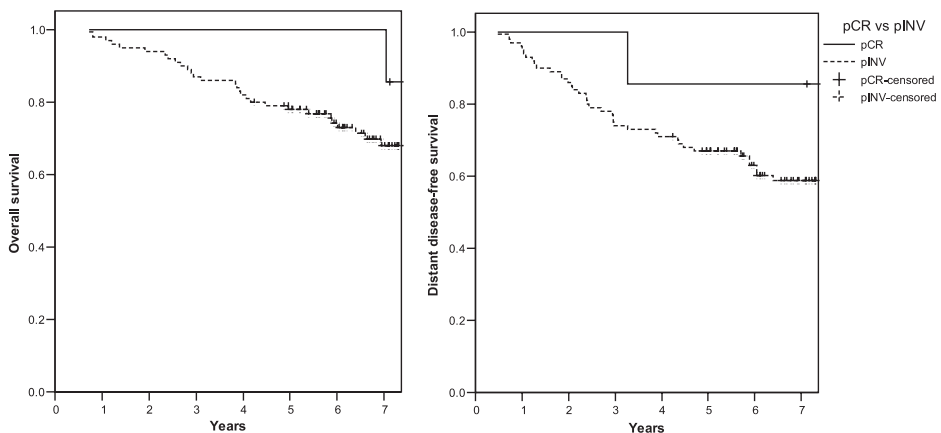 Overall survival
1.0
0.8
0.6
0.4
0.2
0.0
0 1 2 3 4 5 6 7
Years
Distant disease-free survival
1.0
0.8
0.6
0.4
0.2
0.0
0 1 2 3 4 5 6 7
Years
pCR vs pINV
pCR
pINV
pCR-censored
pINV-censored